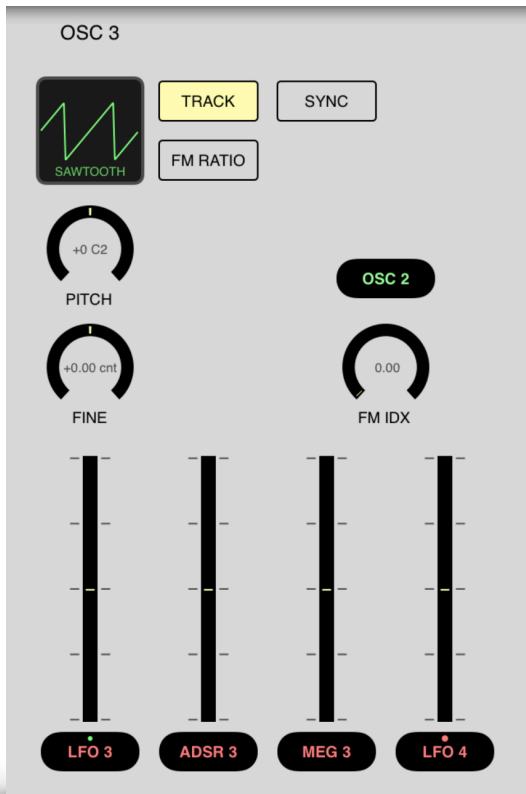 OSC 3
TRACK
SYNC
SAWTOOTH
FM RATIO
+0 C2
PITCH
OSC 2
+0.00 cnt
0.00
FINE
FM IDX
LFO 3
ADSR 3
MEG 3
LFO 4